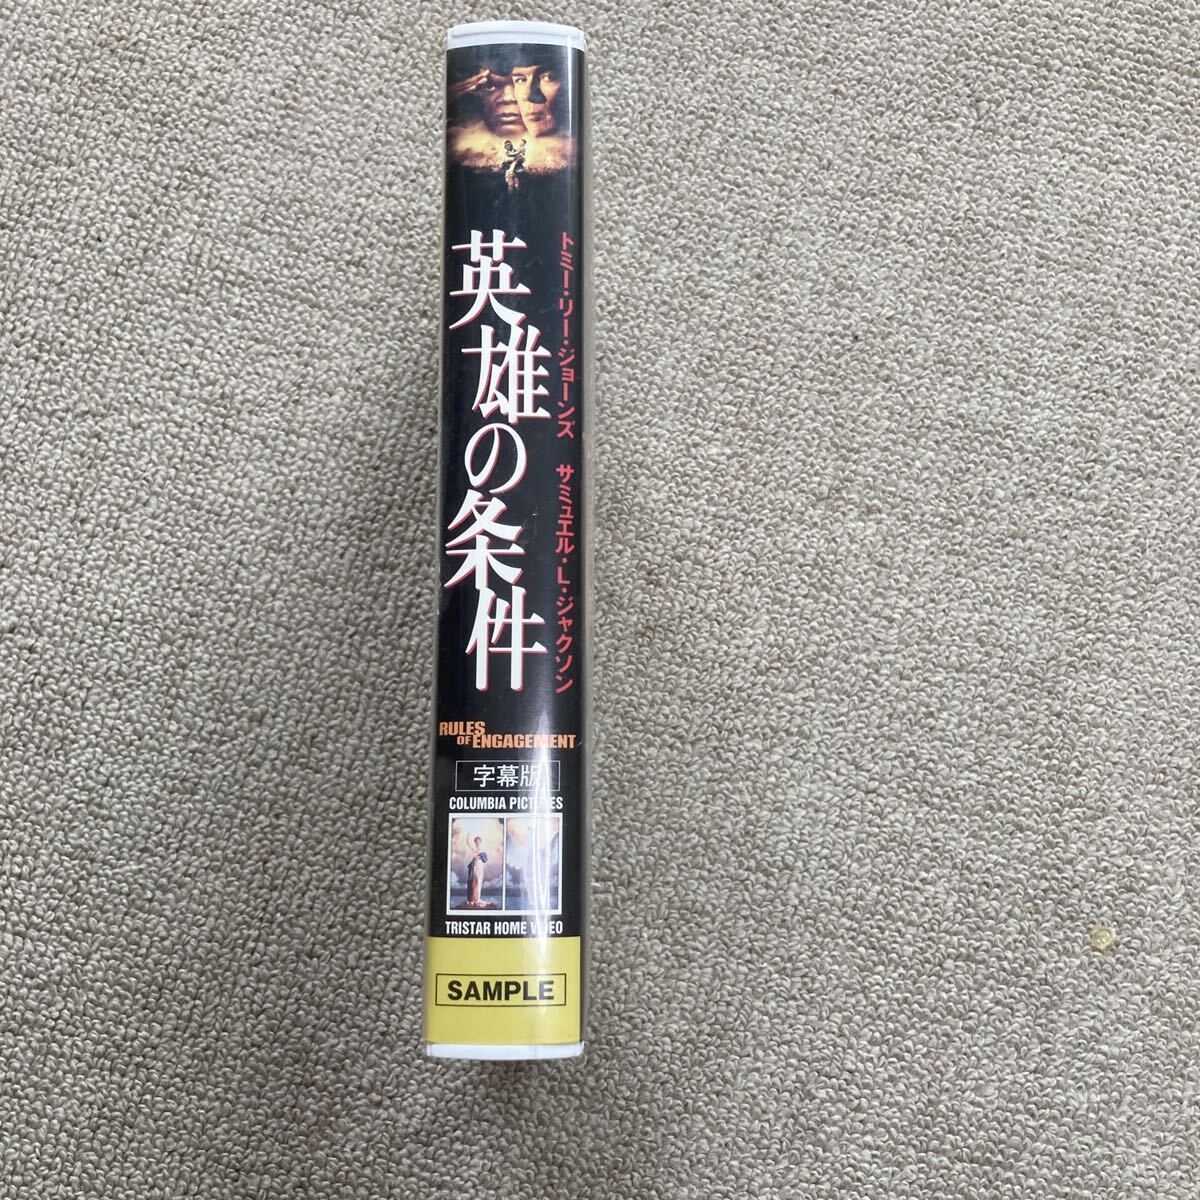 英雄の条件
トミー・リー・ジョーンズ サミュエル・L・ジャクソン
RULES
OF ENGAGEMENT
字幕版
COLUMBIA PICTURES
TRISTAR HOME VIDEO
SAMPLE